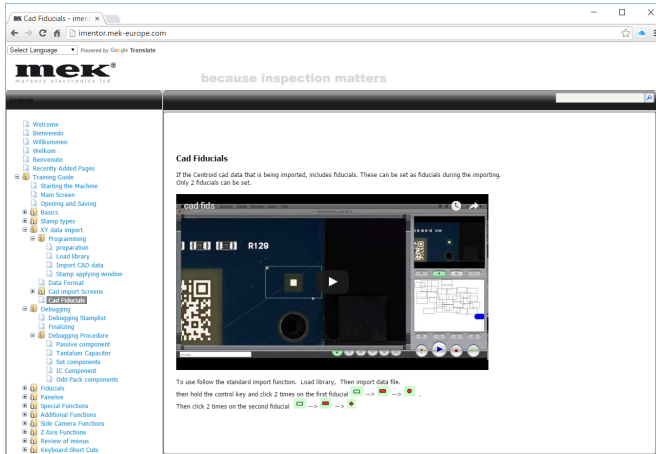 mek Cad Fiducials - iment
imentor.mek-europe.com
Select Language Powered by Google Translate
mek®
marantz electronics ltd
because inspection matters
Contents
Welcome
Bienvenido
Willkommen
Welkom
Benvenuto
Recently Added Pages
Training Guide
Starting the Machine
Main Screen
Opening and Saving
Basics
Stamp types
XY data import
Programming
preparation
Load library
Import CAD data
Stamp applying window
Data Format
Cad import Screens
Cad Fiducials
Debugging
Debugging Stamplist
Finalizing
Debugging Procedure
Passive component
Tantalum Capacitor
Sot components
IC Component
Odd Pack components
Fiducials
Panelise
Special Functions
Additional Functions
Side Camera Functions
Z Axis Functions
Review of menus
Keyboard Short Cuts
Cad Fiducials
If the Centroid cad data that is being imported, includes fiducials. These can be set as fiducials during the importing.
Only 2 fiducials can be set.
cad fids
R129
To use follow the standard import function. Load library, Then import data file.
then hold the control key and click 2 times on the first fiducial --> --> .
Then click 2 times on the second fiducial --> -->